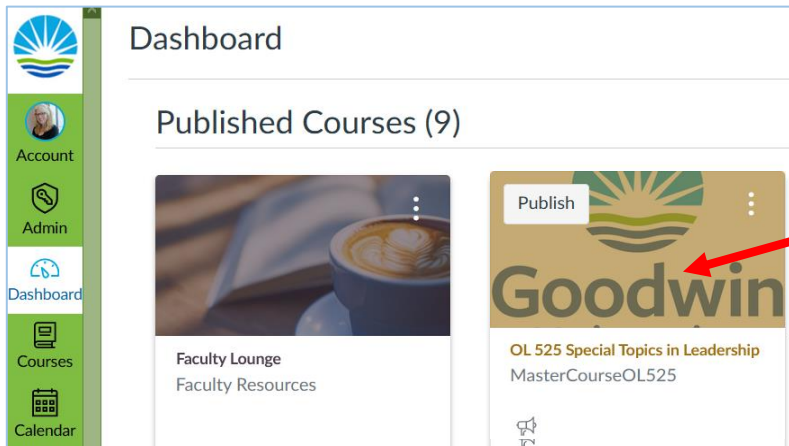 Dashboard
Published Courses (9)
Account
Admin
Dashboard
Courses
Calendar
Faculty Lounge
Faculty Resources
Publish
Goodwin
OL 525 Special Topics in Leadership
MasterCourseOL525